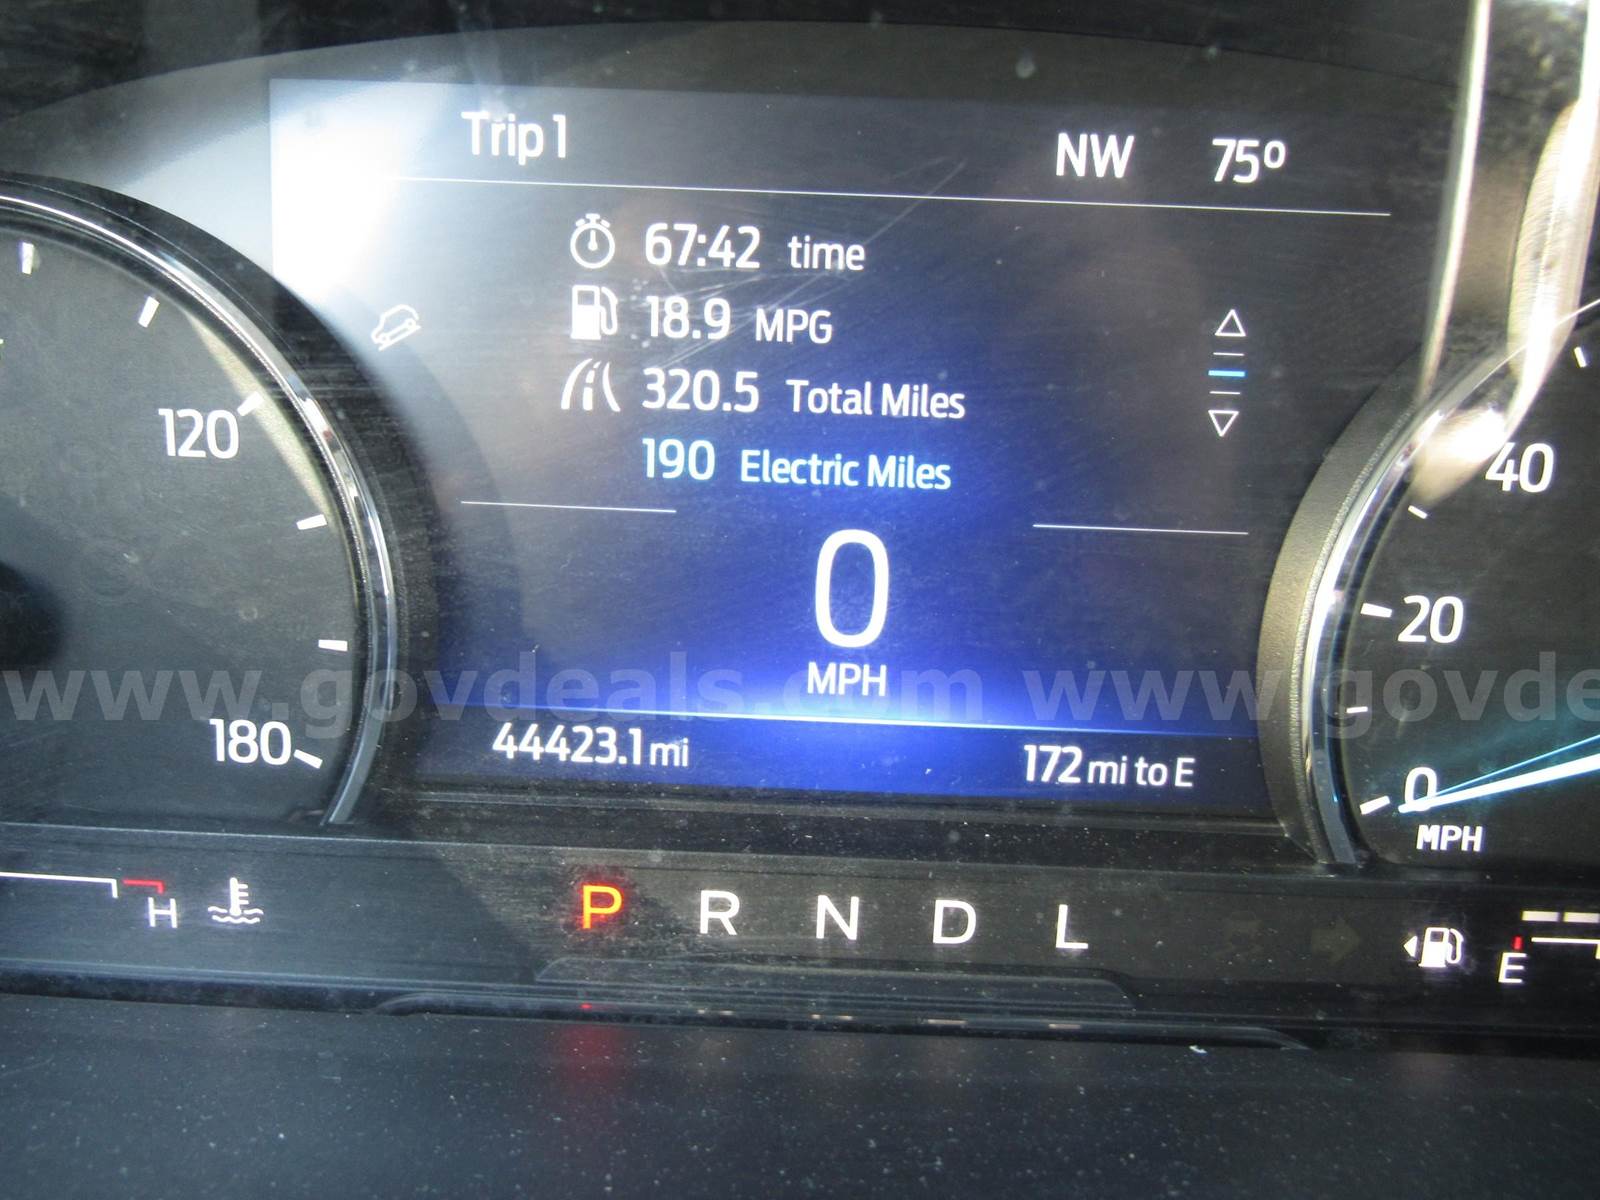 Trip 1 NW 75º
67:42 time
18.9 MPG
320.5 Total Miles
190 Electric Miles
0
MPH
44423.1 mi 172 mi to E
120
180
40
20
0
MPH
H P R N D L E
www.govdeals.com www.govde